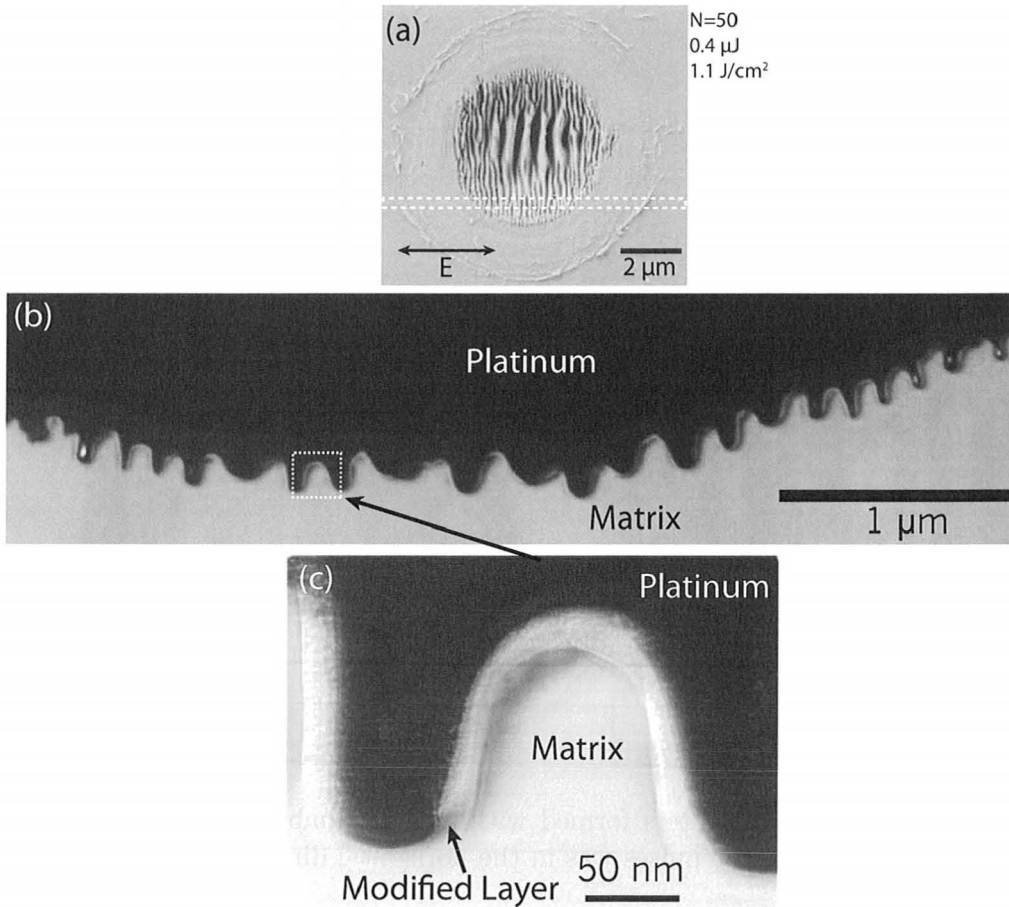 (a)
N=50
0.4 µJ
1.1 J/cm²
E
2 µm
(b)
Platinum
Matrix
1 µm
(c)
Platinum
Matrix
Modified Layer
50 nm